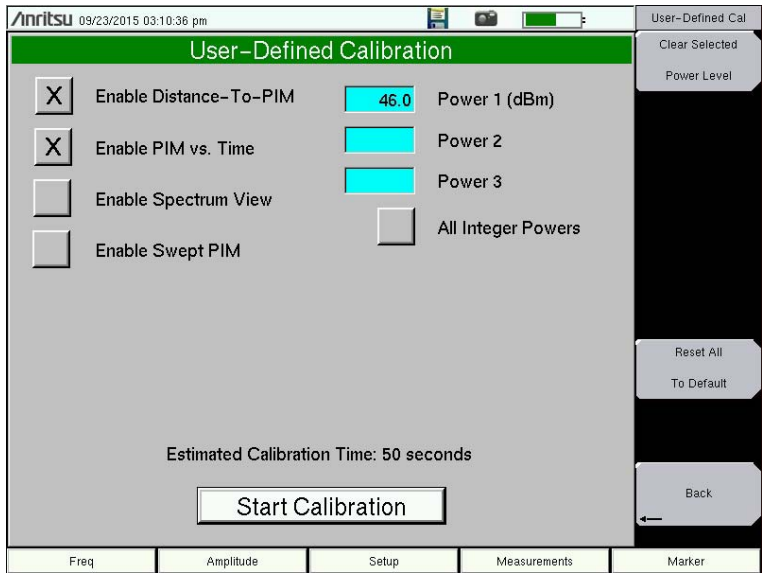 Anritsu 09/23/2015 03:10:36 pm
User-Defined Cal
User-Defined Calibration
Clear Selected
Power Level
X Enable Distance-To-PIM
46.0 Power 1 (dBm)
X Enable PIM vs. Time
Power 2
Enable Spectrum View
Power 3
Enable Swept PIM
All Integer Powers
Reset All
To Default
Estimated Calibration Time: 50 seconds
Start Calibration
Back
Freq
Amplitude
Setup
Measurements
Marker